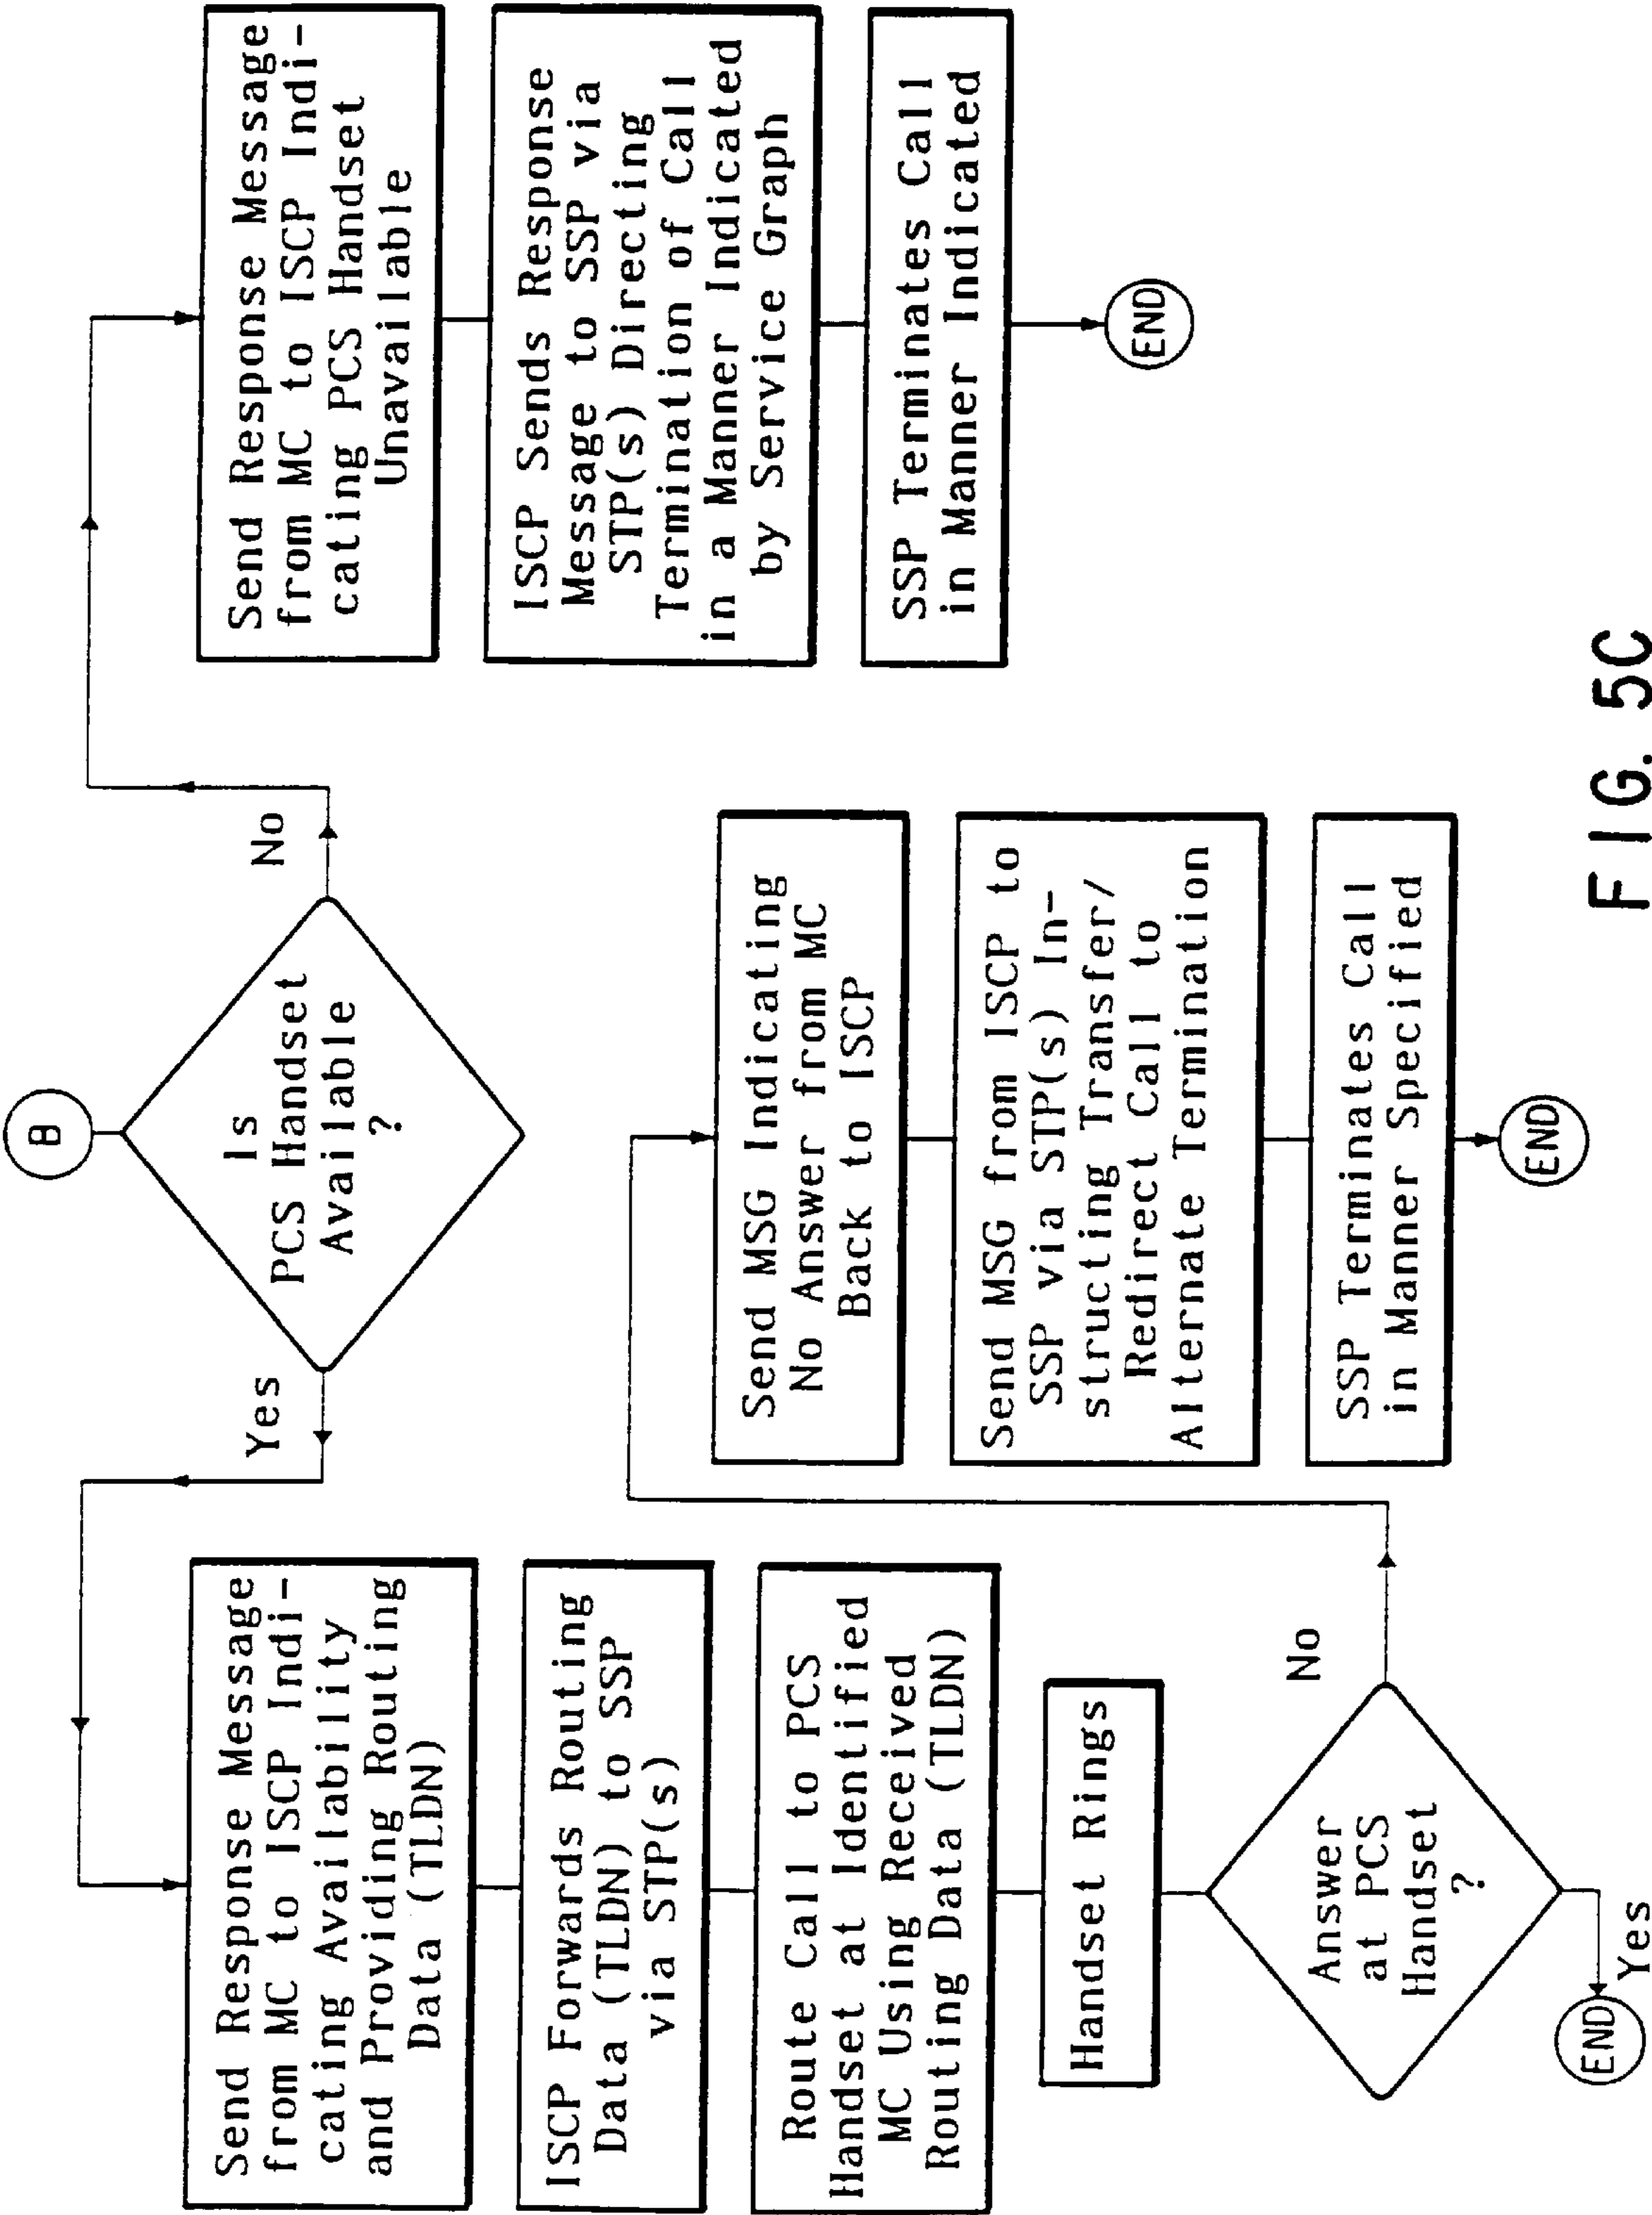 B
Is
PCS Handset
Available
?
Yes
No
Send Response Message
from MC to ISCP Indi-
cating Availability
and Providing Routing
Data (TLDN)
ISCP Forwards Routing
Data (TLDN) to SSP
via STP(s)
Route Call to PCS
Handset at Identified
MC Using Received
Routing Data (TLDN)
Handset Rings
Answer
at PCS
Handset
?
No
Yes
END
Send MSG Indicating
No Answer from MC
Back to ISCP
Send MSG from ISCP to
SSP via STP(s) In-
structing Transfer/
Redirect Call to
Alternate Termination
SSP Terminates Call
in Manner Specified
END
Send Response Message
from MC to ISCP Indi-
cating PCS Handset
Unavailable
ISCP Sends Response
Message to SSP via
STP(s) Directing
Termination of Call
in a Manner Indicated
by Service Graph
SSP Terminates Call
in Manner Indicated
END
FIG. 5C